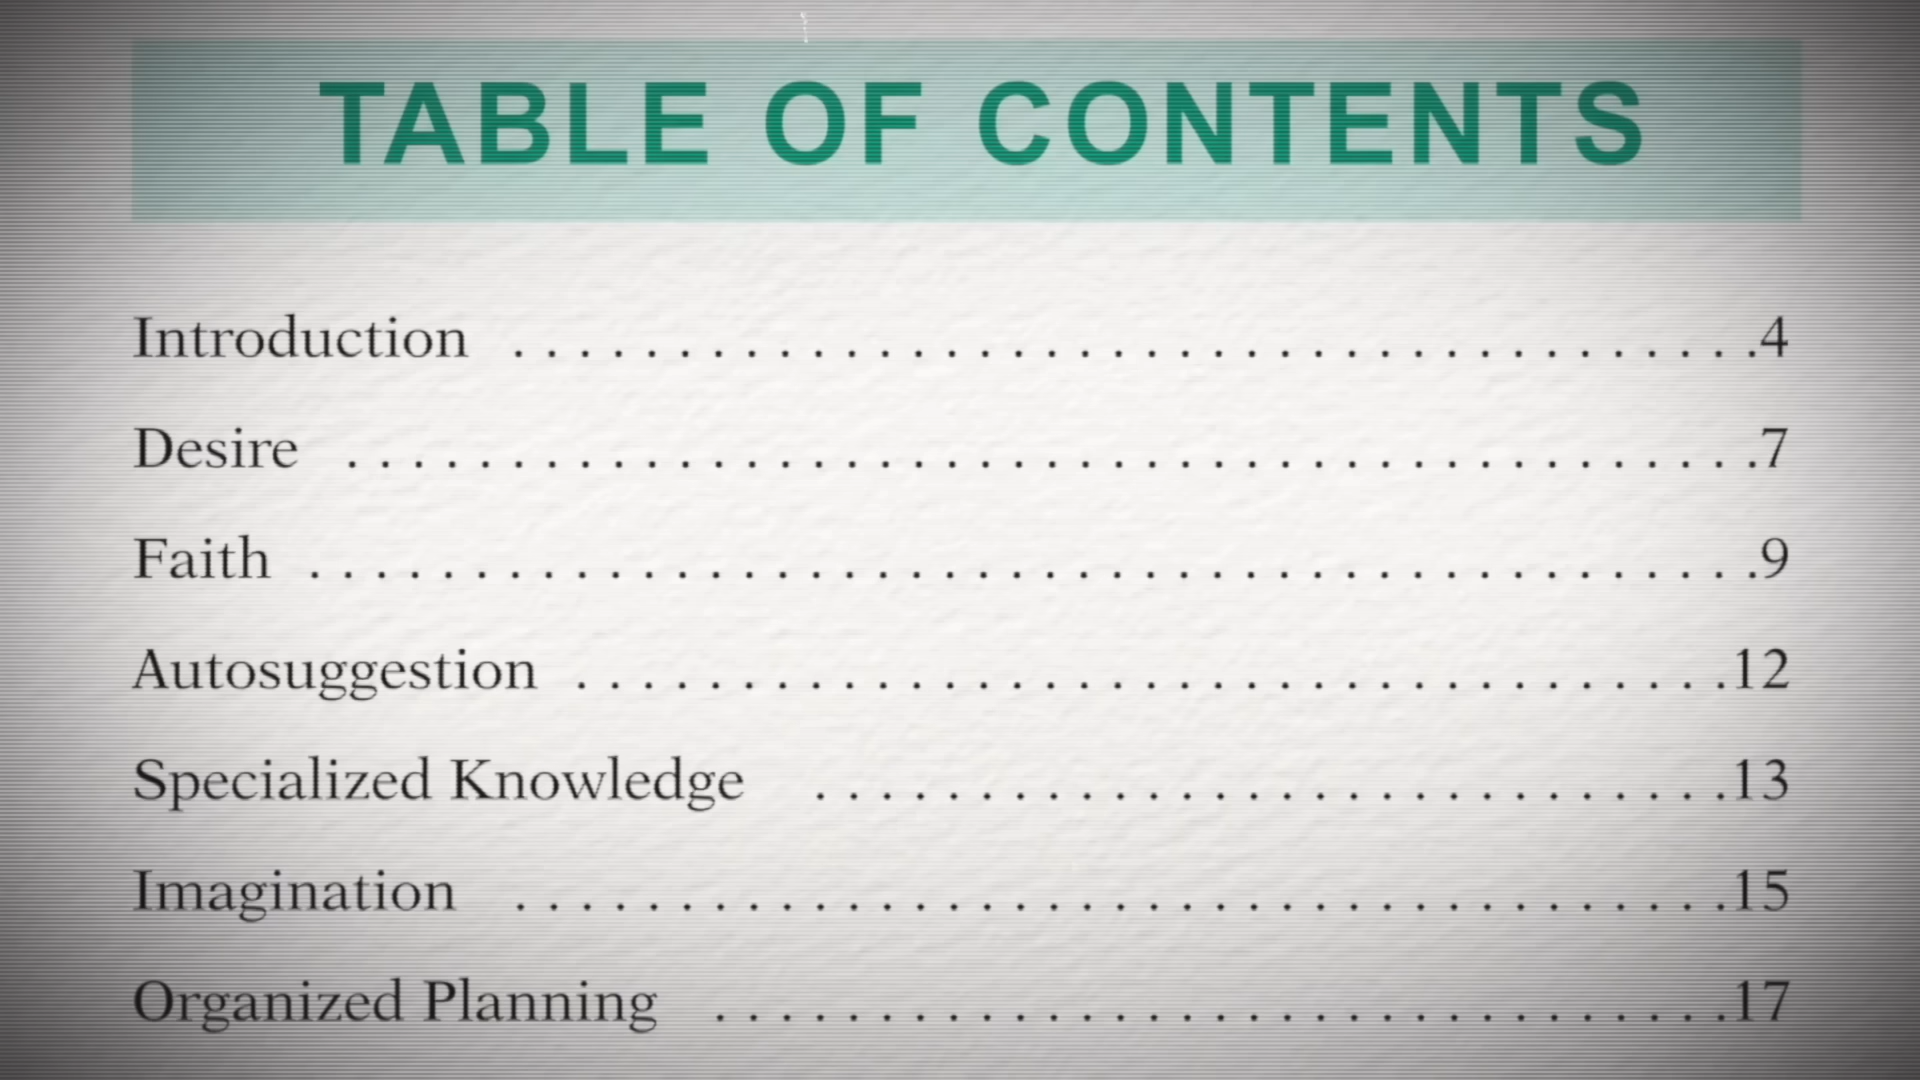 TABLE OF CONTENTS
Introduction . . . . . . . . . . . . . . . . . . . . . . . . . . . . . . . . . . . . . .4
Desire . . . . . . . . . . . . . . . . . . . . . . . . . . . . . . . . . . . . . . . . . . .7
Faith . . . . . . . . . . . . . . . . . . . . . . . . . . . . . . . . . . . . . . . . . . . .9
Autosuggestion . . . . . . . . . . . . . . . . . . . . . . . . . . . . . . . . . . .12
Specialized Knowledge . . . . . . . . . . . . . . . . . . . . . . . . . . . .13
Imagination . . . . . . . . . . . . . . . . . . . . . . . . . . . . . . . . . . . . .15
Organized Planning . . . . . . . . . . . . . . . . . . . . . . . . . . . . . . .17